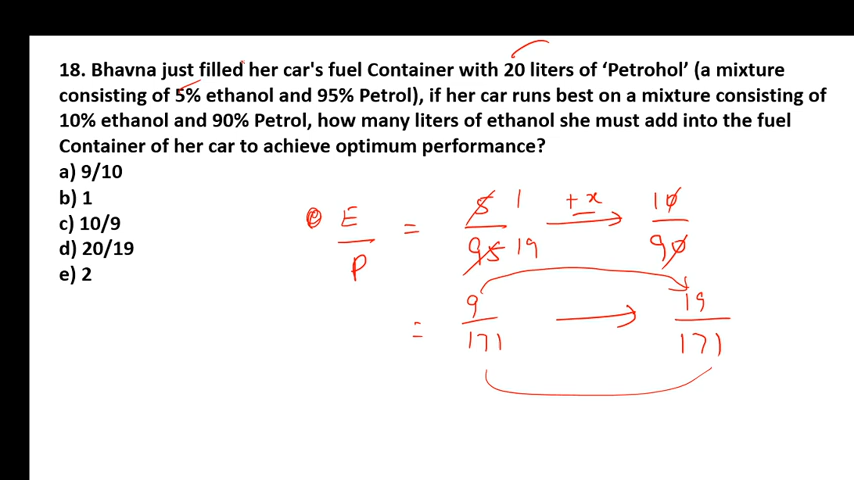 18. Bhavna just filled her car's fuel Container with 20 liters of ‘Petrohol’ (a mixture
consisting of 5% ethanol and 95% Petrol), if her car runs best on a mixture consisting of
10% ethanol and 90% Petrol, how many liters of ethanol she must add into the fuel
Container of her car to achieve optimum performance?
a) 9/10
b) 1
c) 10/9
d) 20/19
e) 2
E/P = 5/95 1/19 +x → 10/90
= 9/171 → 19/171